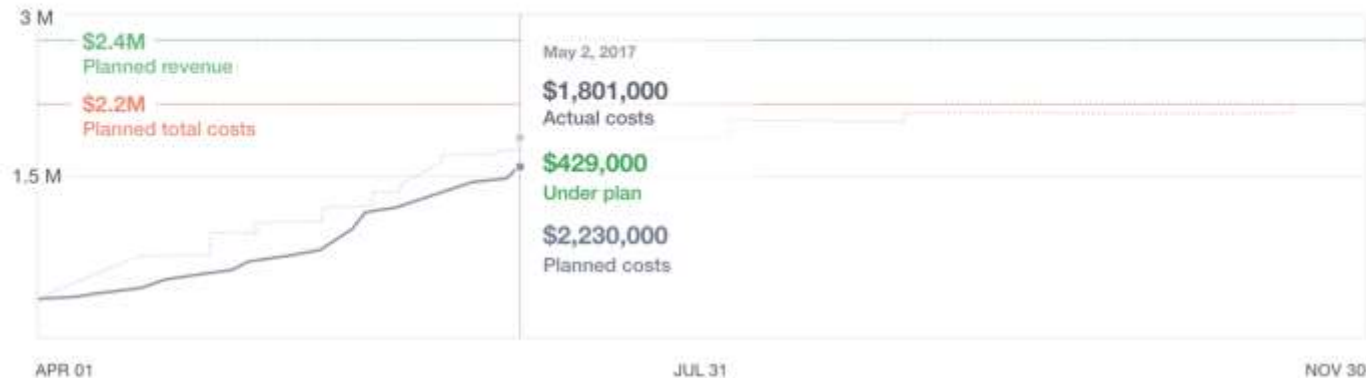 3 M
$2.4M
Planned revenue
$2.2M
Planned total costs
1.5 M
May 2, 2017
$1,801,000
Actual costs
$429,000
Under plan
$2,230,000
Planned costs
APR 01
JUL 31
NOV 30